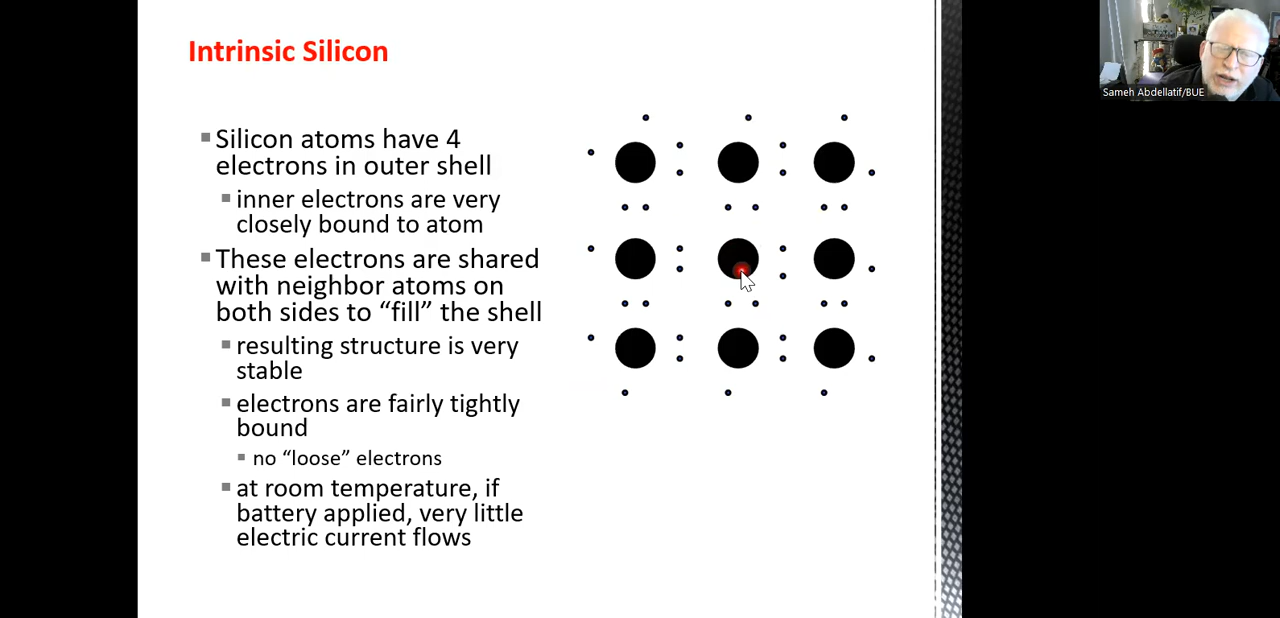 Intrinsic Silicon
Silicon atoms have 4
electrons in outer shell
inner electrons are very
closely bound to atom
These electrons are shared
with neighbor atoms on
both sides to “fill” the shell
resulting structure is very
stable
electrons are fairly tightly
bound
no “loose” electrons
at room temperature, if
battery applied, very little
electric current flows
Sameh Abdellatif/BUE